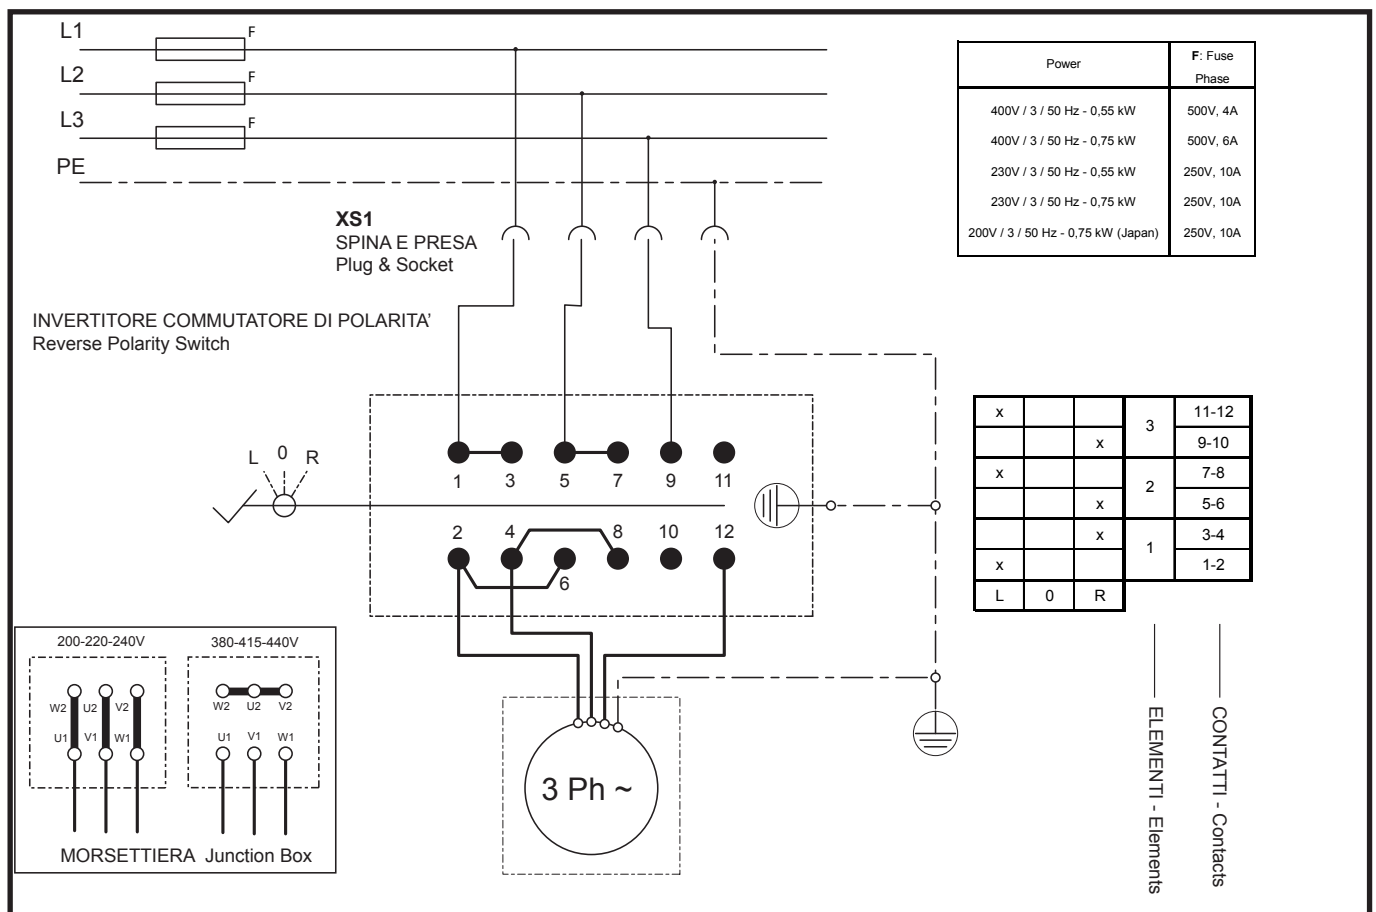 L1
F
L2
F
L3
F
PE
Power
F: Fuse
Phase
400V / 3 / 50 Hz - 0,55 kW 500V, 4A
400V / 3 / 50 Hz - 0,75 kW 500V, 6A
230V / 3 / 50 Hz - 0,55 kW 250V, 10A
230V / 3 / 50 Hz - 0,75 kW 250V, 10A
200V / 3 / 50 Hz - 0,75 kW (Japan) 250V, 10A
XS1
SPINA E PRESA
Plug & Socket
INVERTITORE COMMUTATORE DI POLARITA'
Reverse Polarity Switch
L 0 R
1 3 5 7 9 11
2 4 8 10 12
6
x 3 11-12
x 9-10
x 2 7-8
x 5-6
x 1 3-4
x 1-2
L 0 R
ELEMENTI - Elements
CONTATTI - Contacts
3 Ph ~
200-220-240V 380-415-440V
W2 U2 V2
U1 V1 W1
W2 U2 V2
U1 V1 W1
MORSETTIERA Junction Box